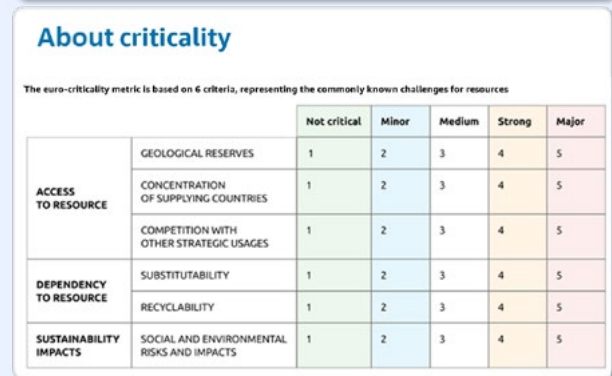 About criticality
The euro-criticality metric is based on 6 criteria, representing the commonly known challenges for resources
Not critical Minor Medium Strong Major
ACCESS
TO RESOURCE
GEOLOGICAL RESERVES 1 2 3 4 5
CONCENTRATION
OF SUPPLYING COUNTRIES 1 2 3 4 5
COMPETITION WITH
OTHER STRATEGIC USAGES 1 2 3 4 5
DEPENDENCY
TO RESOURCE
SUBSTITUTABILITY 1 2 3 4 5
RECYCLABILITY 1 2 3 4 5
SUSTAINABILITY
IMPACTS
SOCIAL AND ENVIRONMENTAL
RISKS AND IMPACTS 1 2 3 4 5